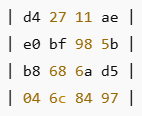 | d4 27 11 ae |
| e0 bf 98 5b |
| b8 68 6a d5 |
| 04 6c 84 97 |